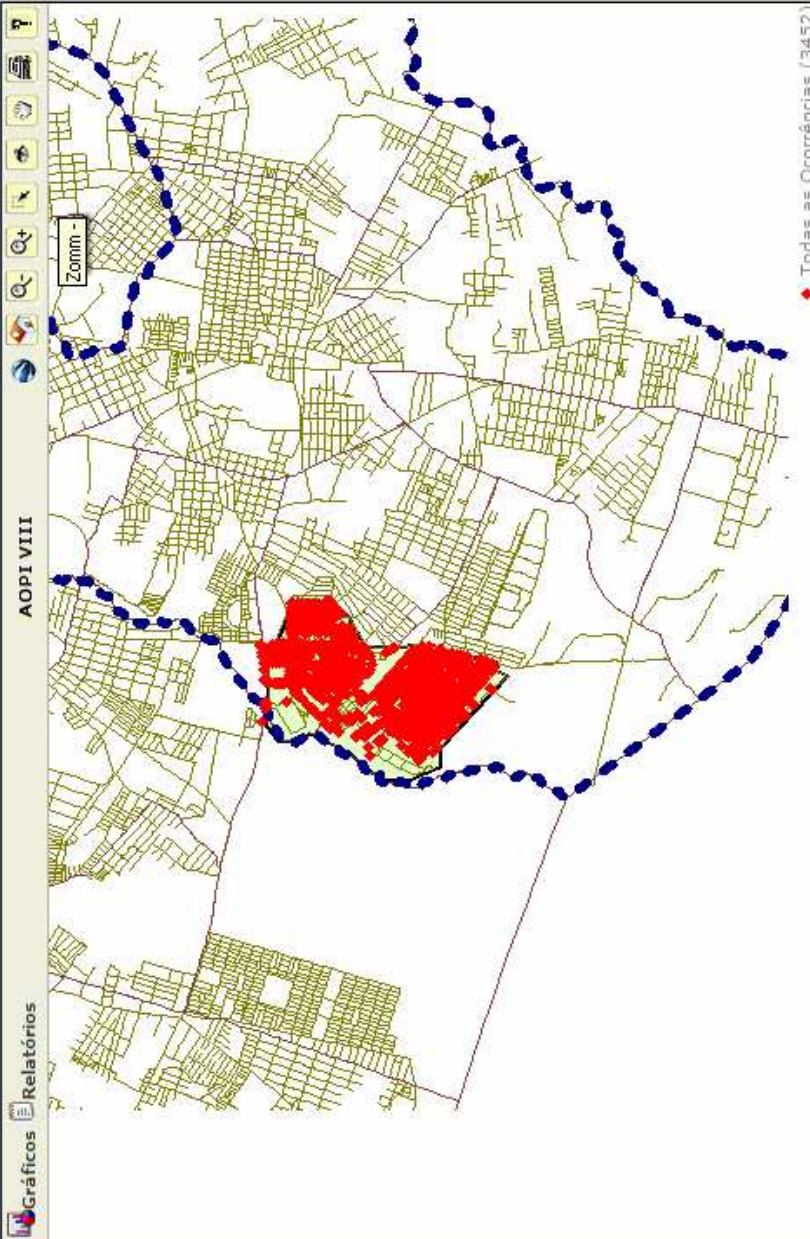 Gráficos Relatórios
AOPI VIII
Zomm -
Todas as Ocorrências (3452)